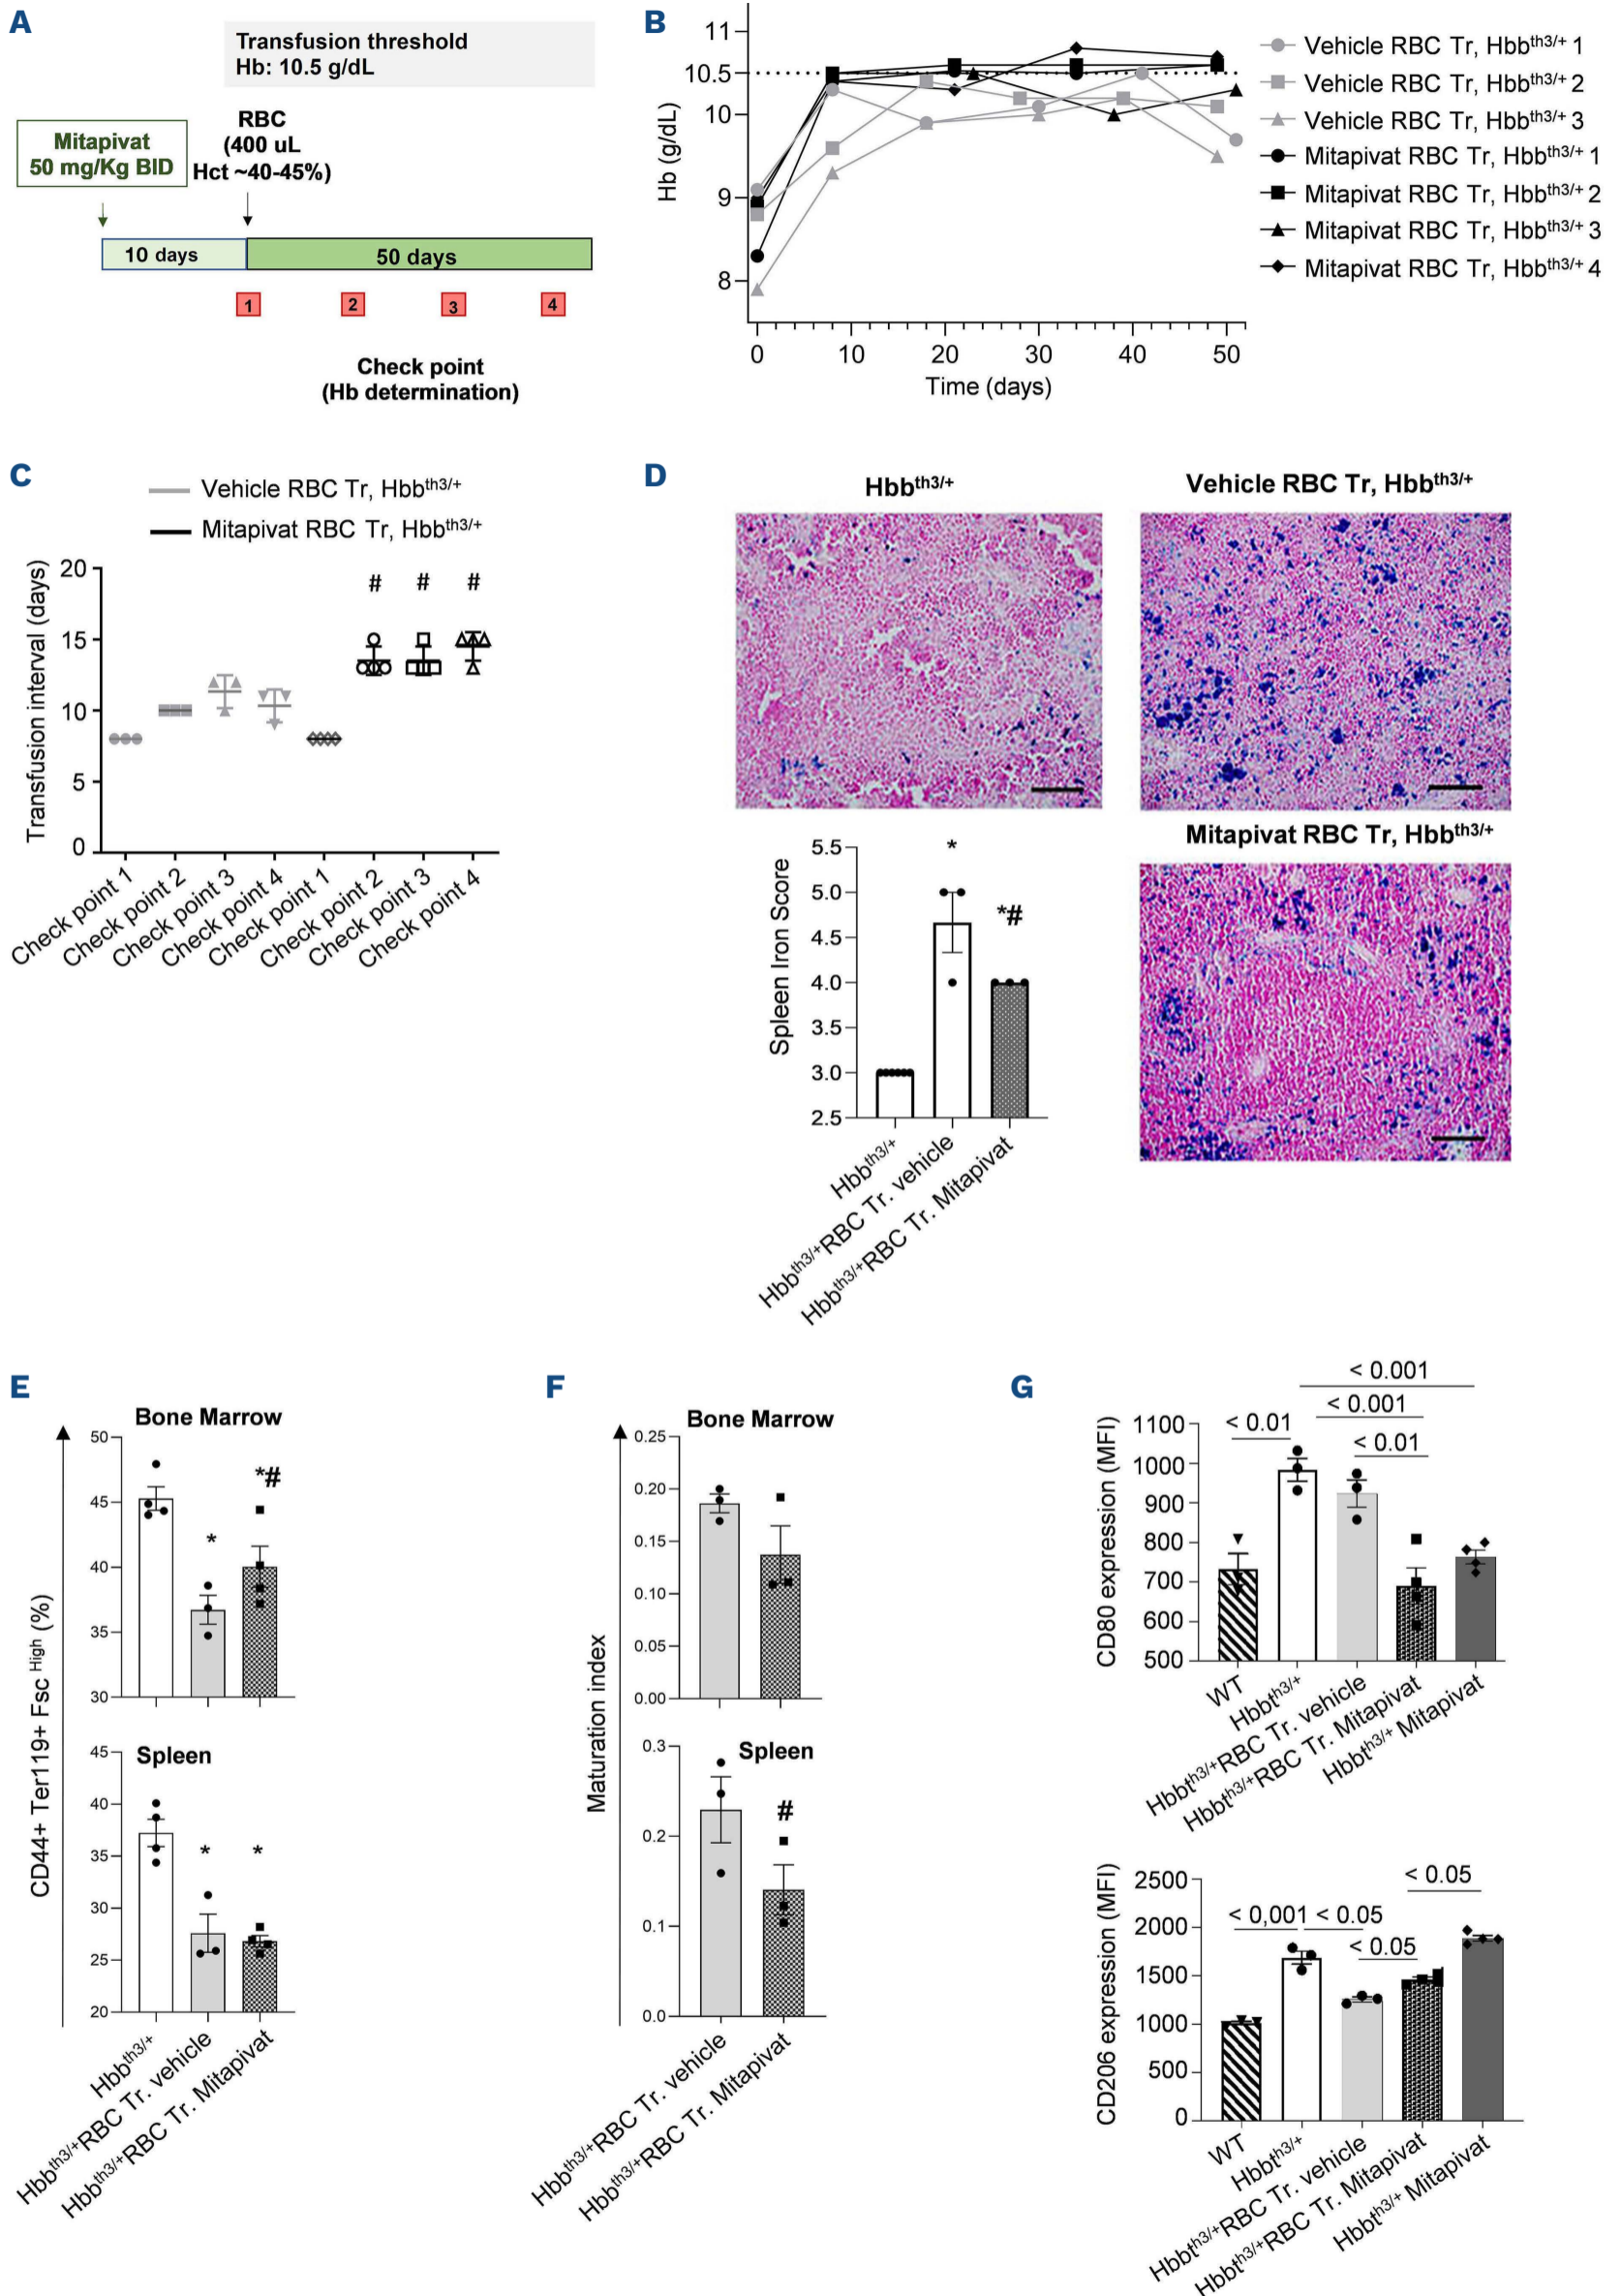 A
Transfusion threshold
Hb: 10.5 g/dL
Mitapivat
50 mg/Kg BID
RBC
(400 uL
Hct ~40-45%)
10 days
50 days
1
2
3
4
Check point
(Hb determination)
B
Hb (g/dL)
11
10.5
10
9
8
0
10
20
30
40
50
Time (days)
Vehicle RBC Tr, Hbbth3/+ 1
Vehicle RBC Tr, Hbbth3/+ 2
Vehicle RBC Tr, Hbbth3/+ 3
Mitapivat RBC Tr, Hbbth3/+ 1
Mitapivat RBC Tr, Hbbth3/+ 2
Mitapivat RBC Tr, Hbbth3/+ 3
Mitapivat RBC Tr, Hbbth3/+ 4
C
Vehicle RBC Tr, Hbbth3/+
Mitapivat RBC Tr, Hbbth3/+
Transfusion interval (days)
20
15
10
5
0
# # #
Check point 1
Check point 2
Check point 3
Check point 4
Check point 1
Check point 2
Check point 3
Check point 4
D
Hbbth3/+
Vehicle RBC Tr, Hbbth3/+
Mitapivat RBC Tr, Hbbth3/+
Spleen Iron Score
5.5
5.0
4.5
4.0
3.5
3.0
2.5
*
*#
Hbbth3/+
Hbbth3/+RBC Tr. vehicle
Hbbth3/+RBC Tr. Mitapivat
E
CD44+ Ter119+ Fsc High (%)
Bone Marrow
50
45
40
35
30
*
*#
Spleen
45
40
35
30
25
20
*
*
Hbbth3/+
Hbbth3/+RBC Tr. vehicle
Hbbth3/+RBC Tr. Mitapivat
F
Maturation index
Bone Marrow
0.25
0.20
0.15
0.10
0.05
0.00
Spleen
0.3
0.2
0.1
0.0
#
Hbbth3/+RBC Tr. vehicle
Hbbth3/+RBC Tr. Mitapivat
G
CD80 expression (MFI)
1100
1000
900
800
700
600
500
< 0.001
< 0.001
< 0.01
< 0.01
WT
Hbbth3/+
Hbbth3/+RBC Tr. vehicle
Hbbth3/+RBC Tr. Mitapivat
Hbbth3/+ Mitapivat
CD206 expression (MFI)
2500
2000
1500
1000
500
0
< 0.05
< 0,001
< 0.05
< 0.05
WT
Hbbth3/+
Hbbth3/+RBC Tr. vehicle
Hbbth3/+RBC Tr. Mitapivat
Hbbth3/+ Mitapivat